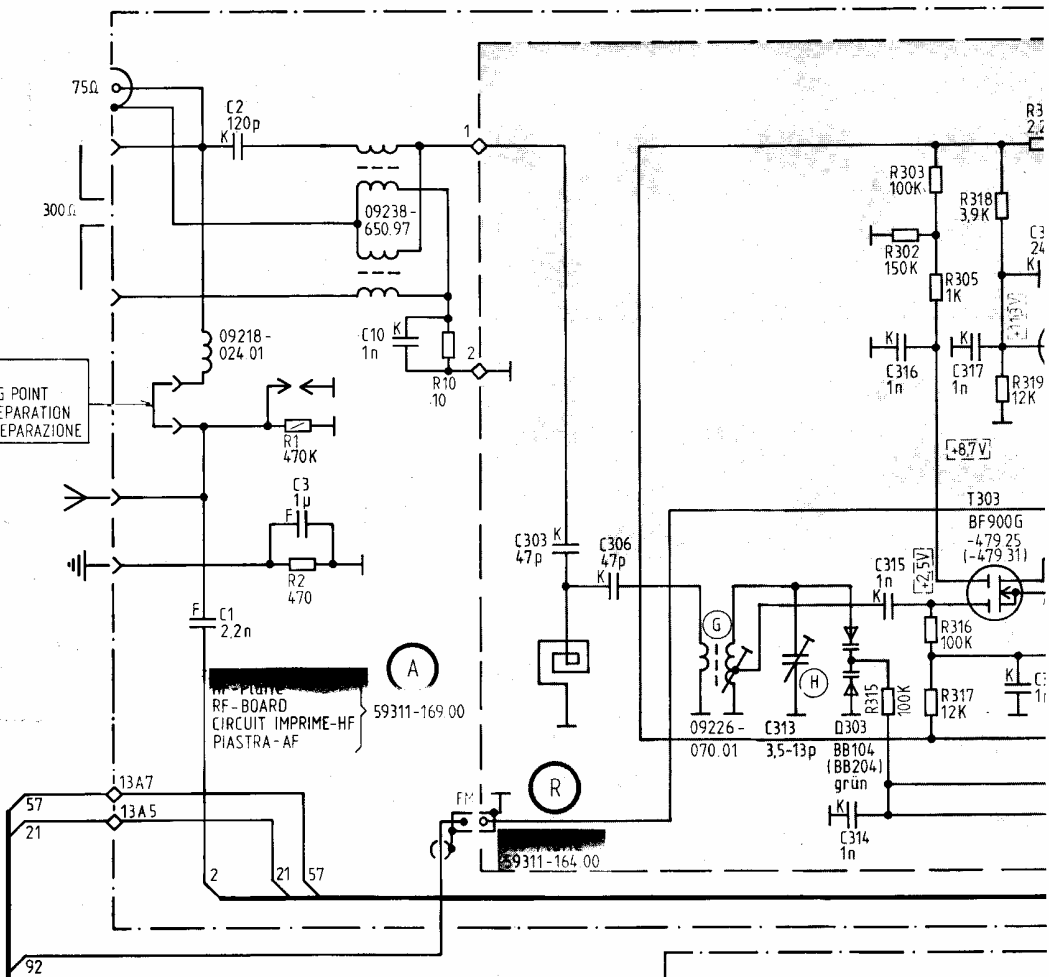 75Ω
C2
120p
K
300Ω
09238-
650.97
1
2
09218-
024 01
C10
1n
K
R10
10
G POINT
EPARATION
EPARAZIONE
R1
470K
C3
1µ
F
R2
470
F
C1
2,2n
A
RF-BOARD
CIRCUIT IMPRIME-HF
PIASTRA-AF
59311-169.00
13A7
13A5
57
21
2
21
57
92
FM
R
59311-164 00
C303
47p
K
C306
47p
K
G
09226-
070.01
H
C313
3,5-13p
D303
BB104
(BB204)
grün
R315
100K
K
C314
1n
C315
1n
K
+2,5V
R316
100K
R317
12K
K
T303
BF900G
-479.25
(-479.31)
+8,7V
R303
100K
R318
3,9K
R302
150K
R305
1K
K
C316
1n
K
C317
1n
R319
12K
K